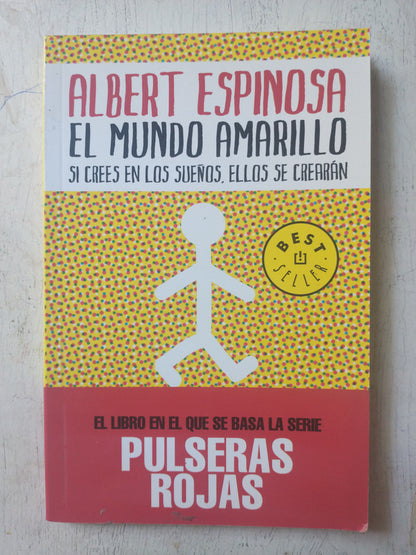 ALBERT ESPINOSA
EL MUNDO AMARILLO
SI CREES EN LOS SUEÑOS, ELLOS SE CREARÁN
BEST
SELLER
EL LIBRO EN EL QUE SE BASA LA SERIE
PULSERAS
ROJAS